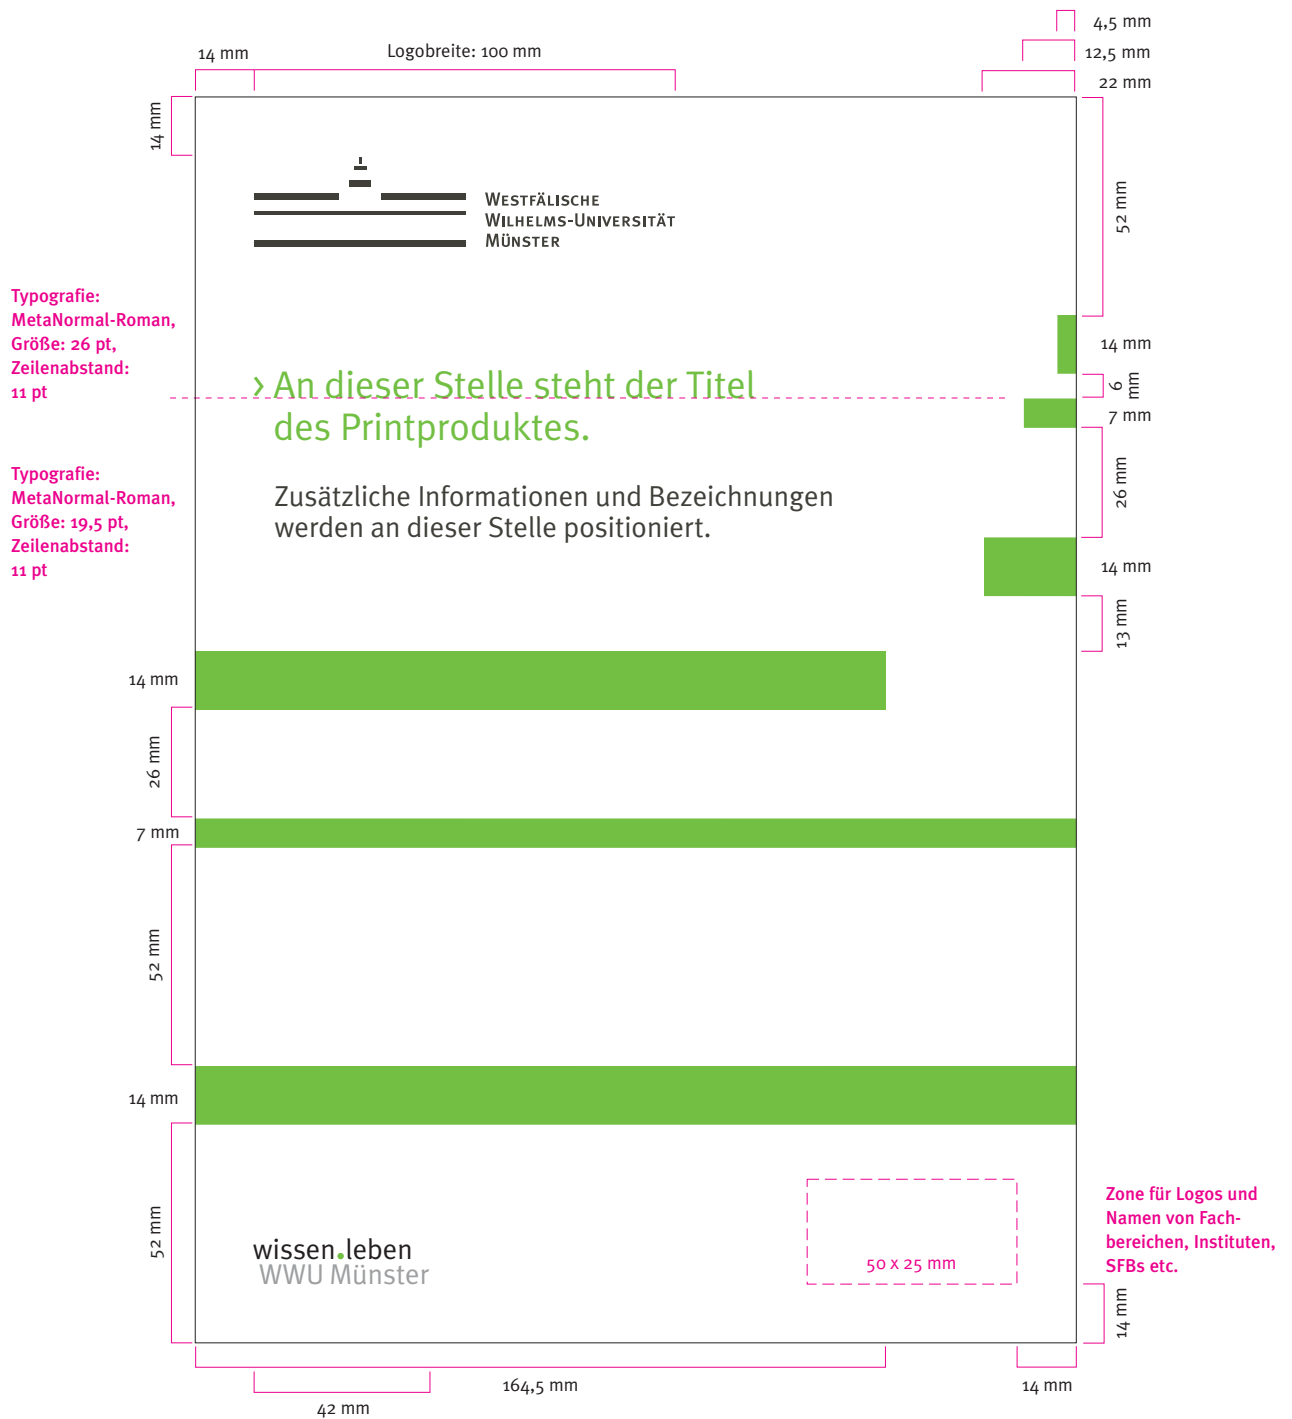 4,5 mm
12,5 mm
22 mm
14 mm
Logobreite: 100 mm
14 mm
WESTFÄLISCHE
WILHELMS-UNIVERSITÄT
MÜNSTER
52 mm
Typografie:
MetaNormal-Roman,
Größe: 26 pt,
Zeilenabstand:
11 pt
› An dieser Stelle steht der Titel
des Printproduktes.
14 mm
6 mm
7 mm
Typografie:
MetaNormal-Roman,
Größe: 19,5 pt,
Zeilenabstand:
11 pt
Zusätzliche Informationen und Bezeichnungen
werden an dieser Stelle positioniert.
26 mm
14 mm
13 mm
14 mm
26 mm
7 mm
52 mm
14 mm
52 mm
wissen.leben
WWU Münster
50 x 25 mm
Zone für Logos und
Namen von Fach-
bereichen, Instituten,
SFBs etc.
14 mm
164,5 mm
14 mm
42 mm